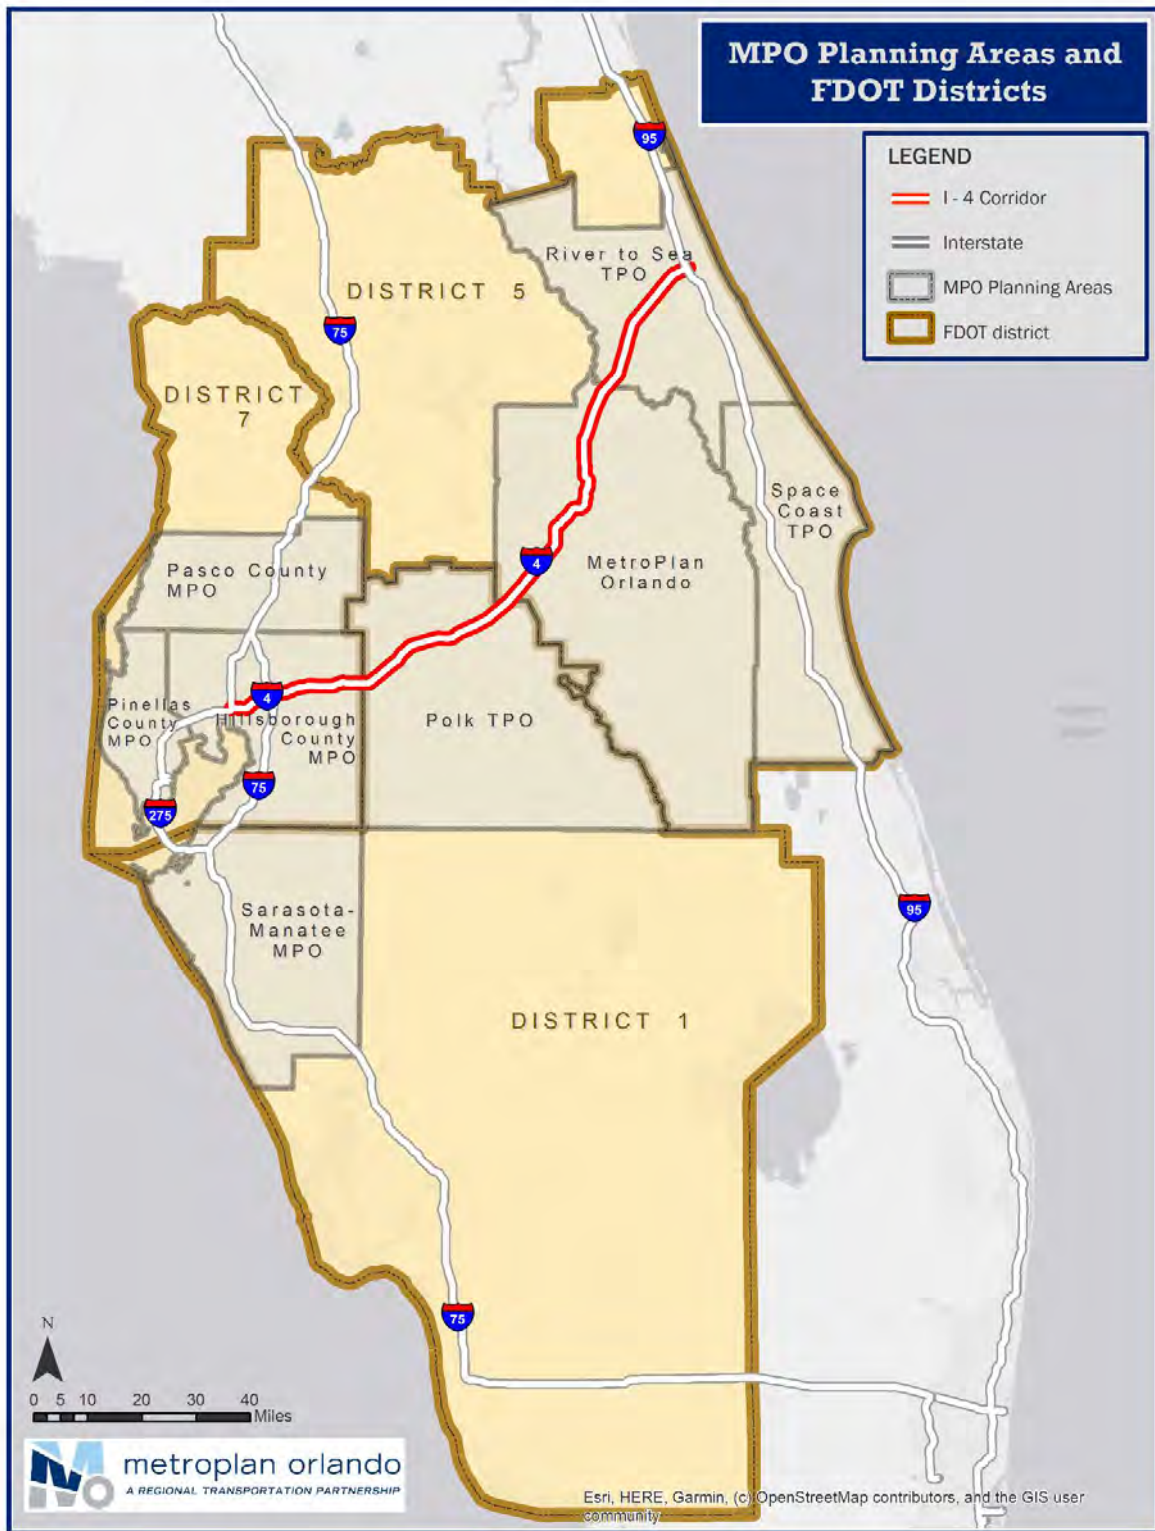 MPO Planning Areas and
FDOT Districts
LEGEND
I - 4 Corridor
Interstate
MPO Planning Areas
FDOT district
95
River to Sea
TPO
DISTRICT 5
75
DISTRICT
7
Space
Coast
TPO
4
MetroPlan
Orlando
Pasco County
MPO
4
Pinellas
County
MPO
Hillsborough
County
MPO
Polk TPO
75
275
95
Sarasota-
Manatee
MPO
DISTRICT 1
75
N
0 5 10 20 30 40
Miles
metroplan orlando
A REGIONAL TRANSPORTATION PARTNERSHIP
Esri, HERE, Garmin, (c) OpenStreetMap contributors, and the GIS user
community